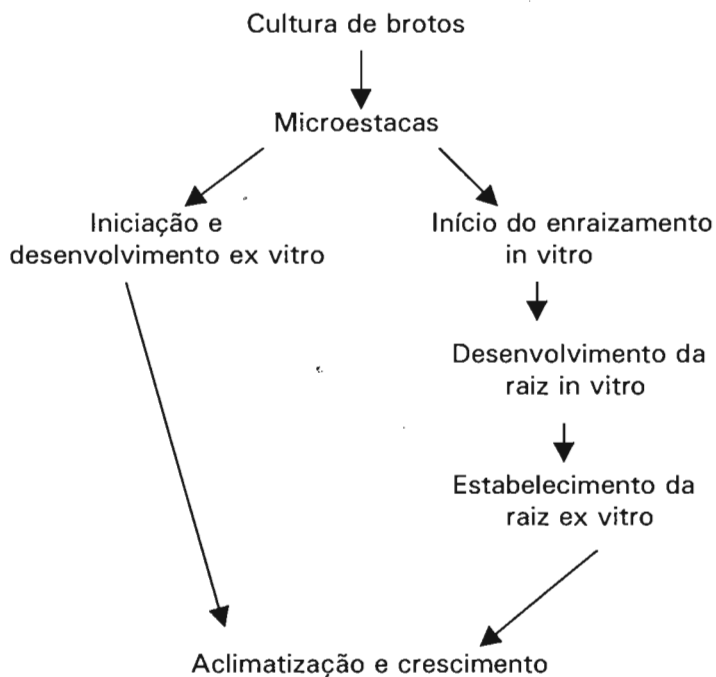 Cultura de brotos
Microestacas
Iniciação e
desenvolvimento ex vitro
Início do enraizamento
in vitro
Desenvolvimento da
raiz in vitro
Estabelecimento da
raiz ex vitro
Aclimatização e crescimento